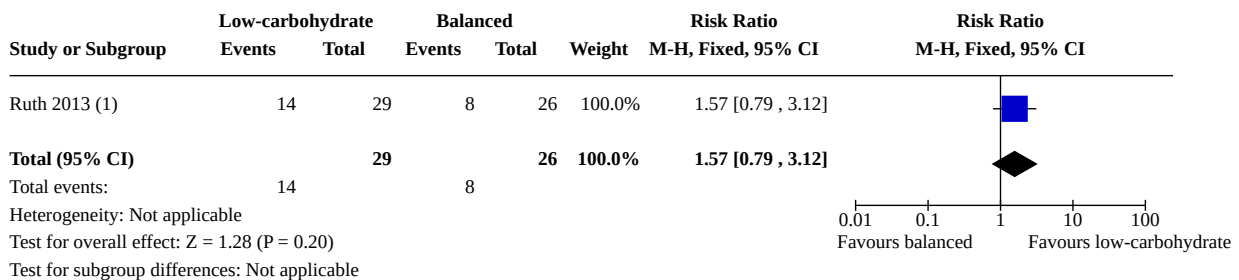 Low-carbohydrate Balanced Risk Ratio Risk Ratio
Study or Subgroup Events Total Events Total Weight M-H, Fixed, 95% CI M-H, Fixed, 95% CI
Ruth 2013 (1) 14 29 8 26 100.0% 1.57 [0.79 , 3.12]
Total (95% CI) 29 26 100.0% 1.57 [0.79 , 3.12]
Total events: 14 8
Heterogeneity: Not applicable
0.01 0.1 1 10 100
Test for overall effect: Z = 1.28 (P = 0.20) Favours balanced Favours low-carbohydrate
Test for subgroup differences: Not applicable